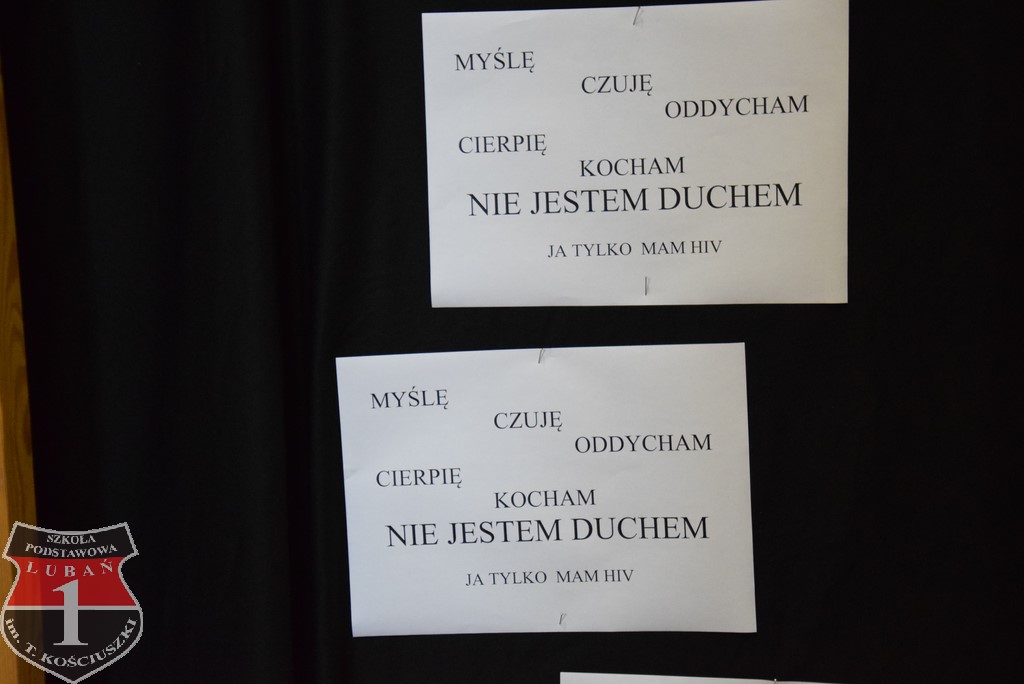 MYŚLĘ
CZUJĘ
ODDYCHAM
CIERPIĘ
KOCHAM
NIE JESTEM DUCHEM
JA TYLKO MAM HIV
MYŚLĘ
CZUJĘ
ODDYCHAM
CIERPIĘ
KOCHAM
NIE JESTEM DUCHEM
JA TYLKO MAM HIV
SZKOŁA
PODSTAWOWA
LUBAŃ
1
im. T. KOŚCIUSZKI